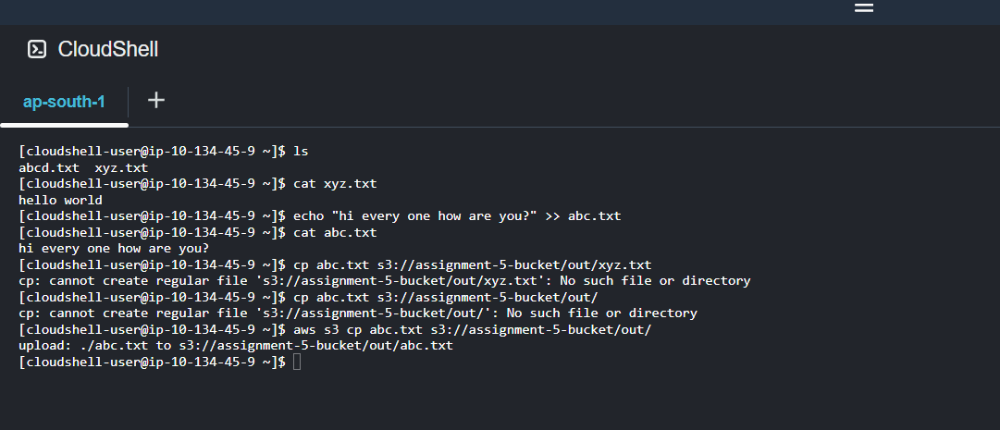 CloudShell
ap-south-1
[cloudshell-user@ip-10-134-45-9 ~]$ ls
abcd.txt  xyz.txt
[cloudshell-user@ip-10-134-45-9 ~]$ cat xyz.txt
hello world
[cloudshell-user@ip-10-134-45-9 ~]$ echo "hi every one how are you?" >> abc.txt
[cloudshell-user@ip-10-134-45-9 ~]$ cat abc.txt
hi every one how are you?
[cloudshell-user@ip-10-134-45-9 ~]$ cp abc.txt s3://assignment-5-bucket/out/xyz.txt
cp: cannot create regular file 's3://assignment-5-bucket/out/xyz.txt': No such file or directory
[cloudshell-user@ip-10-134-45-9 ~]$ cp abc.txt s3://assignment-5-bucket/out/
cp: cannot create regular file 's3://assignment-5-bucket/out/': No such file or directory
[cloudshell-user@ip-10-134-45-9 ~]$ aws s3 cp abc.txt s3://assignment-5-bucket/out/
upload: ./abc.txt to s3://assignment-5-bucket/out/abc.txt
[cloudshell-user@ip-10-134-45-9 ~]$